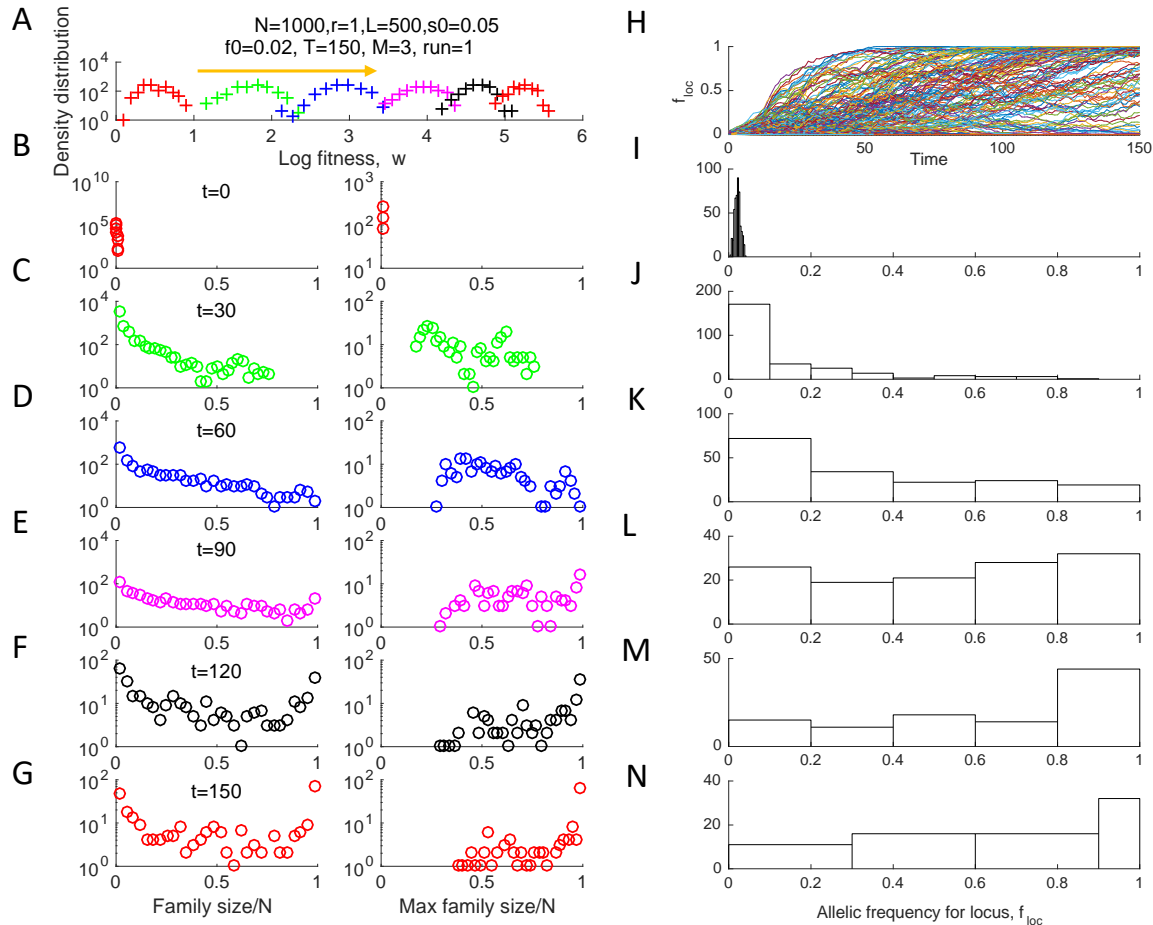 A
N=1000,r=1,L=500,s0=0.05
f0=0.02, T=150, M=3, run=1
Density distribution
10^4
10^2
10^0
0 1 2 3 4 5 6
Log fitness, w
B
t=0
10^10
10^5
10^0
0 0.5 1
10^3
10^2
10^1
0 0.5 1
C
t=30
10^4
10^2
10^0
0 0.5 1
10^2
10^1
10^0
0 0.5 1
D
t=60
10^4
10^2
10^0
0 0.5 1
10^2
10^1
10^0
0 0.5 1
E
t=90
10^4
10^2
10^0
0 0.5 1
10^2
10^1
10^0
0 0.5 1
F
t=120
10^2
10^1
10^0
0 0.5 1
10^2
10^1
10^0
0 0.5 1
G
t=150
10^2
10^1
10^0
0 0.5 1
Family size/N
10^2
10^1
10^0
0 0.5 1
Max family size/N
H
f_loc
1
0.5
0
0 50 100 150
Time
I
100
50
0
0 0.2 0.4 0.6 0.8 1
J
200
100
0
0 0.2 0.4 0.6 0.8 1
K
100
50
0
0 0.2 0.4 0.6 0.8 1
L
40
20
0
0 0.2 0.4 0.6 0.8 1
M
50
0
0 0.2 0.4 0.6 0.8 1
N
40
20
0
0 0.2 0.4 0.6 0.8 1
Allelic frequency for locus, f_loc